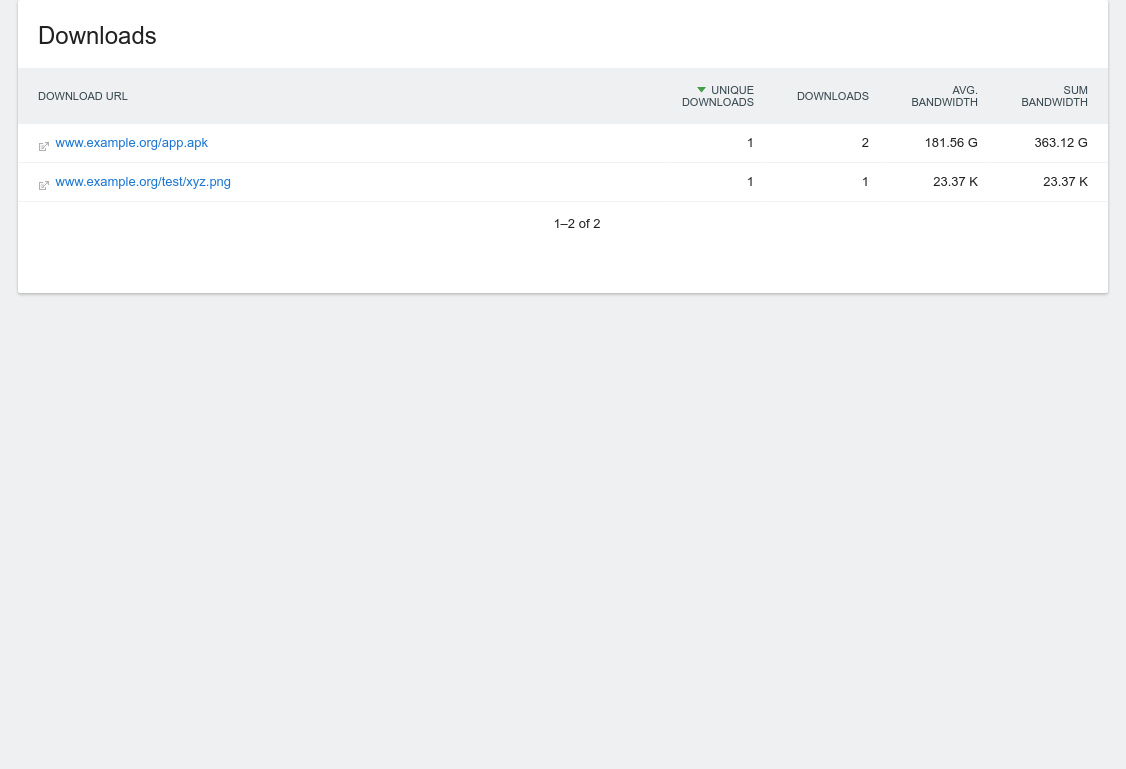 Downloads
DOWNLOAD URL
UNIQUE
DOWNLOADS
DOWNLOADS
AVG.
BANDWIDTH
SUM
BANDWIDTH
www.example.org/app.apk 1 2 181.56 G 363.12 G
www.example.org/test/xyz.png 1 1 23.37 K 23.37 K
1–2 of 2